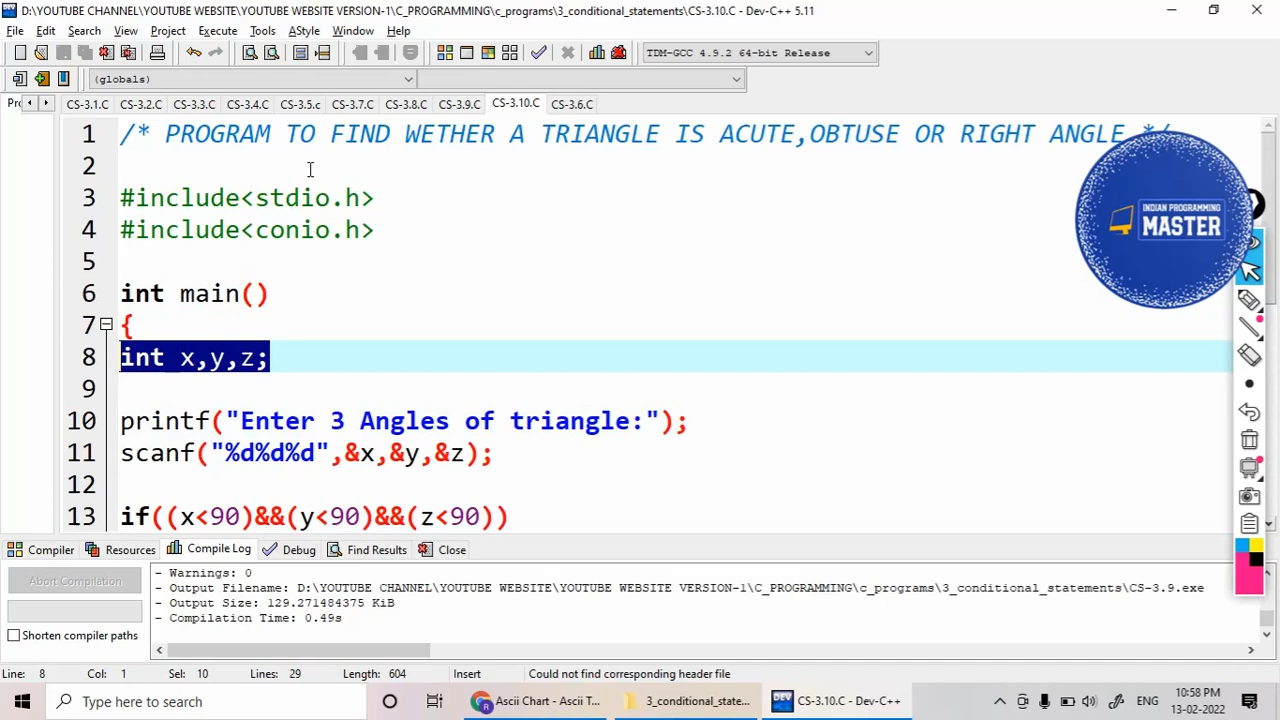 D:\YOUTUBE CHANNEL\YOUTUBE WEBSITE\YOUTUBE WEBSITE VERSION-1\C_PROGRAMMING\c_programs\3_conditional_statements\CS-3.10.C - Dev-C++ 5.11
File Edit Search View Project Execute Tools AStyle Window Help
TDM-GCC 4.9.2 64-bit Release
(globals)
Prc CS-3.1.C CS-3.2.C CS-3.3.C CS-3.4.C CS-3.5.c CS-3.7.C CS-3.8.C CS-3.9.C CS-3.10.C CS-3.6.C
1 /* PROGRAM TO FIND WETHER A TRIANGLE IS ACUTE,OBTUSE OR RIGHT ANGLE */
2
3 #include<stdio.h>
4 #include<conio.h>
5
6 int main()
7 {
8 int x,y,z;
9
10 printf("Enter 3 Angles of triangle:");
11 scanf("%d%d%d",&x,&y,&z);
12
13 if((x<90)&&(y<90)&&(z<90))
INDIAN PROGRAMMING
MASTER
Compiler Resources Compile Log Debug Find Results Close
Abort Compilation
Shorten compiler paths
- Warnings: 0
- Output Filename: D:\YOUTUBE CHANNEL\YOUTUBE WEBSITE\YOUTUBE WEBSITE VERSION-1\C_PROGRAMMING\c_programs\3_conditional_statements\CS-3.9.exe
- Output Size: 129.271484375 KiB
- Compilation Time: 0.49s
Line: 8 Col: 1 Sel: 10 Lines: 29 Length: 604 Insert Could not find corresponding header file
Type here to search
Ascii Chart - Ascii T...
3_conditional_state...
CS-3.10.C - Dev-C++
ENG
10:58 PM
13-02-2022